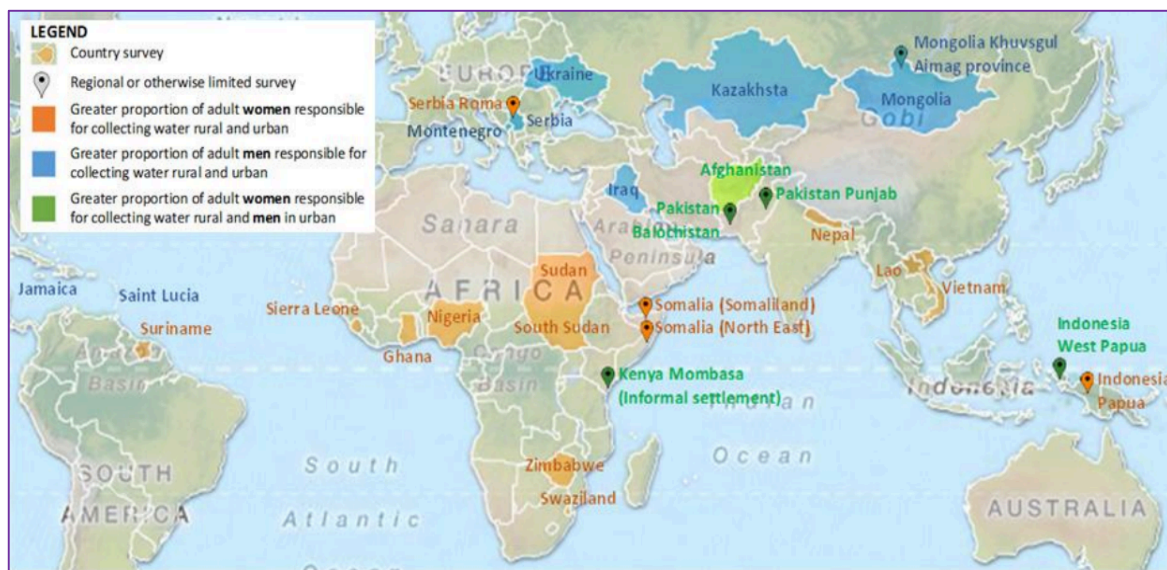 LEGEND
Country survey
Regional or otherwise limited survey
Greater proportion of adult women responsible
for collecting water rural and urban
Greater proportion of adult men responsible for
collecting water rural and urban
Greater proportion of adult women responsible
for collecting water rural and men in urban
Mongolia Khuvsgul
Aimag province
EUROPE
Ukraine
Kazakhsta
Mongolia
Gobi
Serbia Roma
Montenegro
Serbia
Afghanistan
Iraq
Pakistan Punjab
Pakistan
Balochistan
Sahara
Arabian
Peninsula
Nepal
Lao
Vietnam
Sudan
AFRICA
Jamaica
Saint Lucia
Sierra Leone
Nigeria
South Sudan
Somalia (Somaliland)
Somalia (North East)
Suriname
Ghana
Congo
Basin
Kenya Mombasa
(Informal settlement)
Indonesia
West Papua
Indonesia
Indonesia
Papua
Amazon
Basin
Indian
Ocean
Zimbabwe
Swaziland
SOUTH
AMERICA
South
Atlantic
Ocean
AUSTRALIA